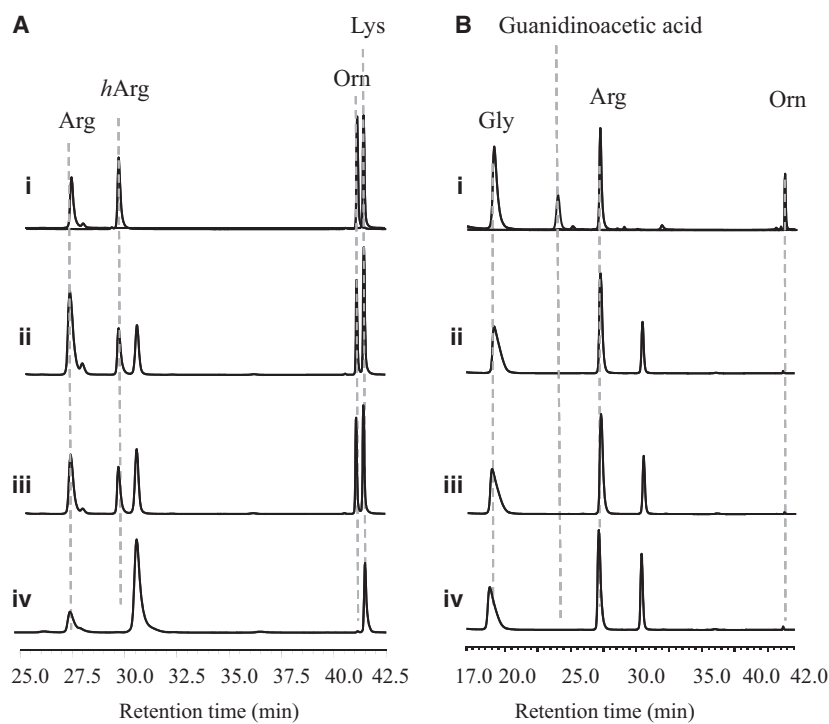 A
Lys
Orn
hArg
Arg
i
ii
iii
iv
25.0 27.5 30.0 32.5 35.0 37.5 40.0 42.5
Retention time (min)
B
Guanidinoacetic acid
Arg
Orn
Gly
i
ii
iii
iv
17.0 20.0 25.0 30.0 35.0 42.0
Retention time (min)